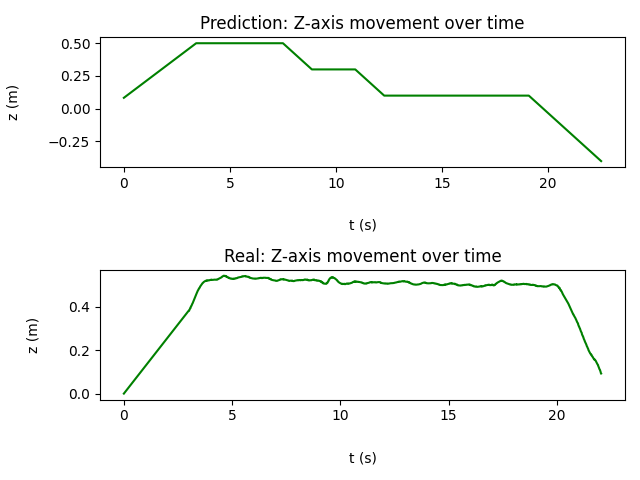 Prediction: Z-axis movement over time
z (m)
0.50
0.25
0.00
−0.25
0 5 10 15 20
t (s)
Real: Z-axis movement over time
z (m)
0.4
0.2
0.0
0 5 10 15 20
t (s)